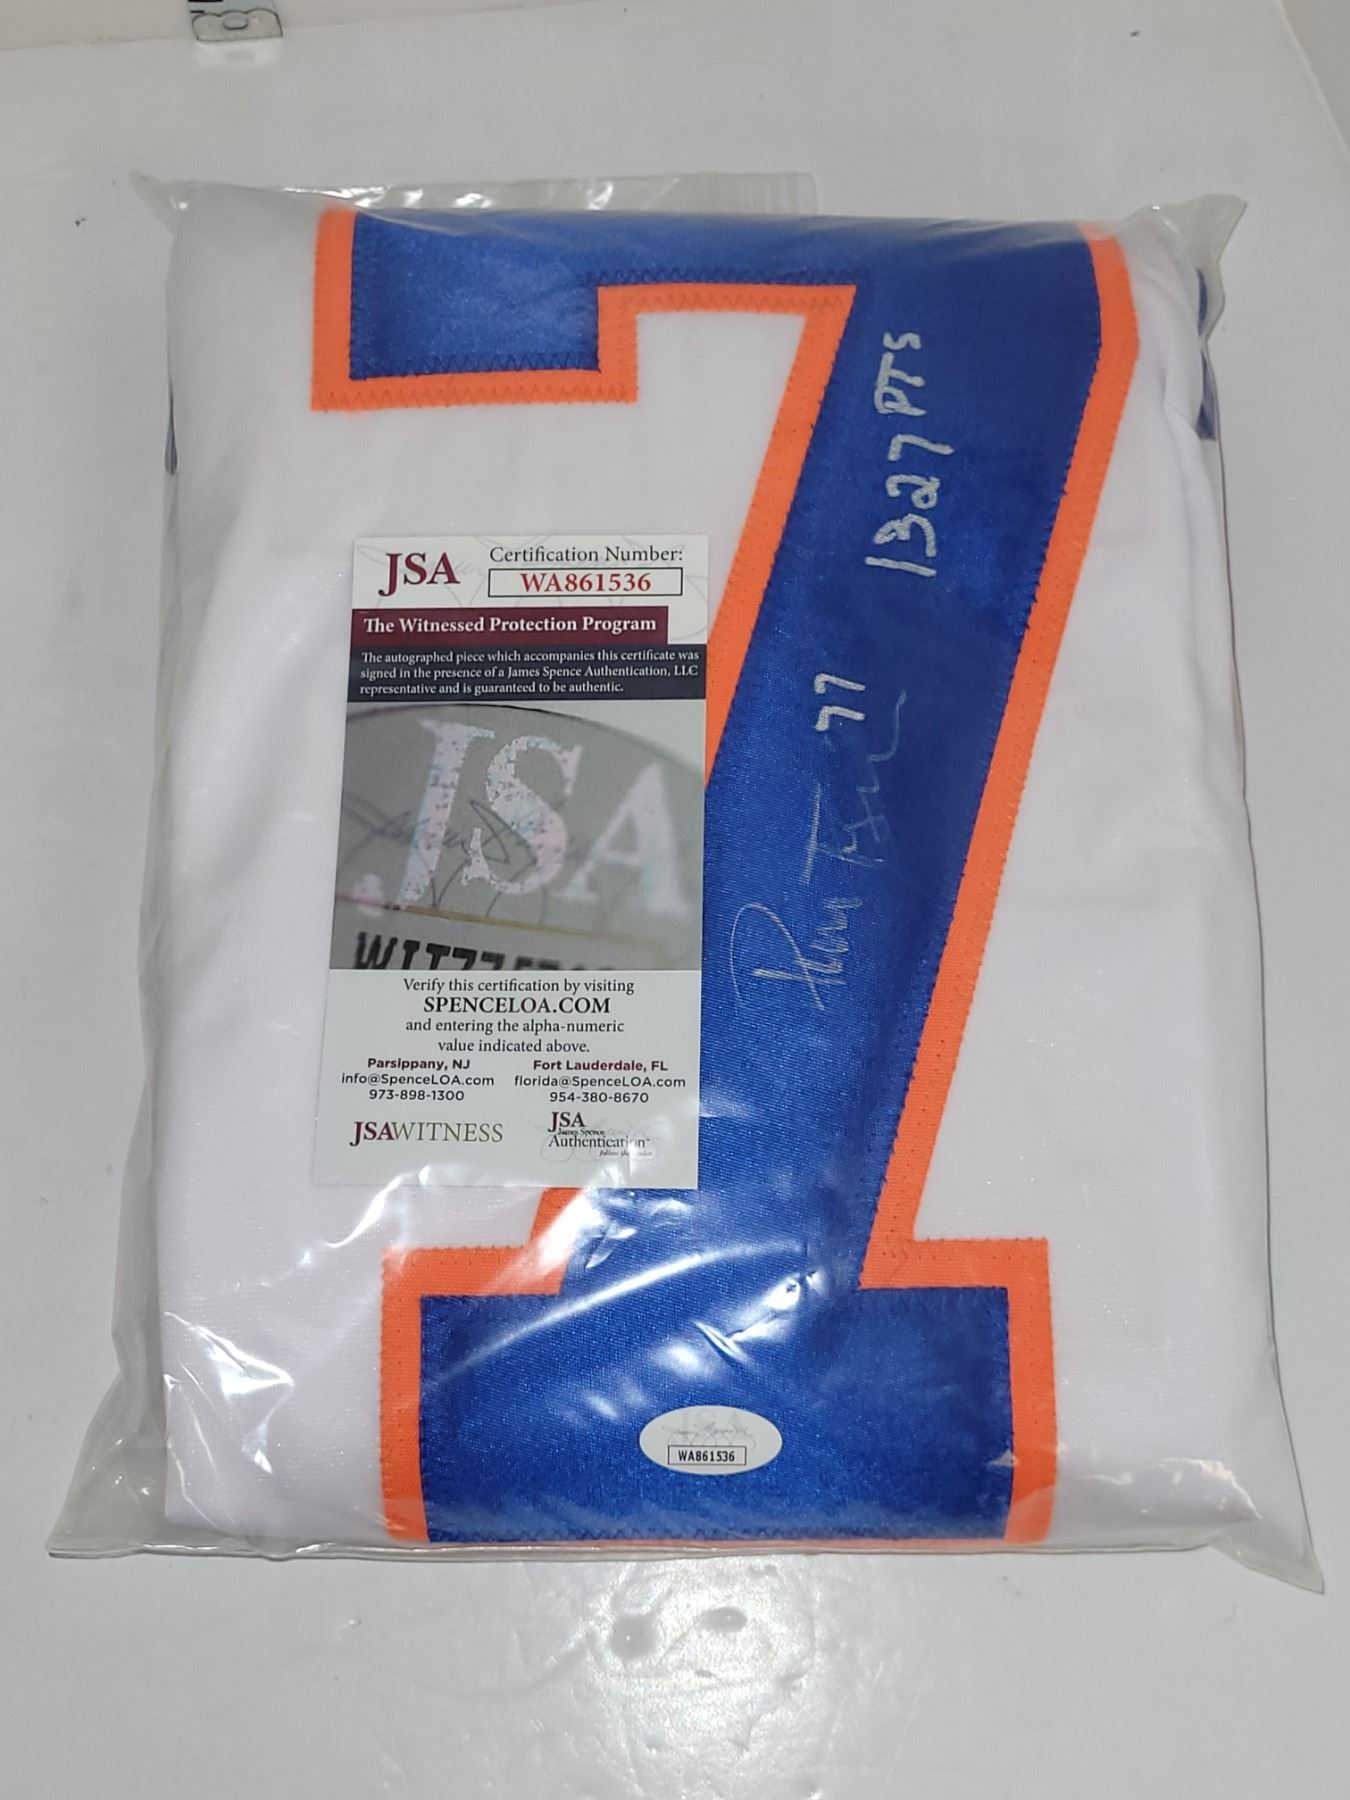 JSA
Certification Number:
WA861536
The Witnessed Protection Program
The autographed piece which accompanies this certificate was
signed in the presence of a James Spence Authentication, LLC
representative and is guaranteed to be authentic.
JSA
Verify this certification by visiting
SPENCELOA.COM
and entering the alpha-numeric
value indicated above.
Parsippany, NJ
info@SpenceLOA.com
973-898-1300
Fort Lauderdale, FL
florida@SpenceLOA.com
954-380-8670
JSAWITNESS
JSA
James Spence
Authentication
7
77
1327 PTS
WA861536